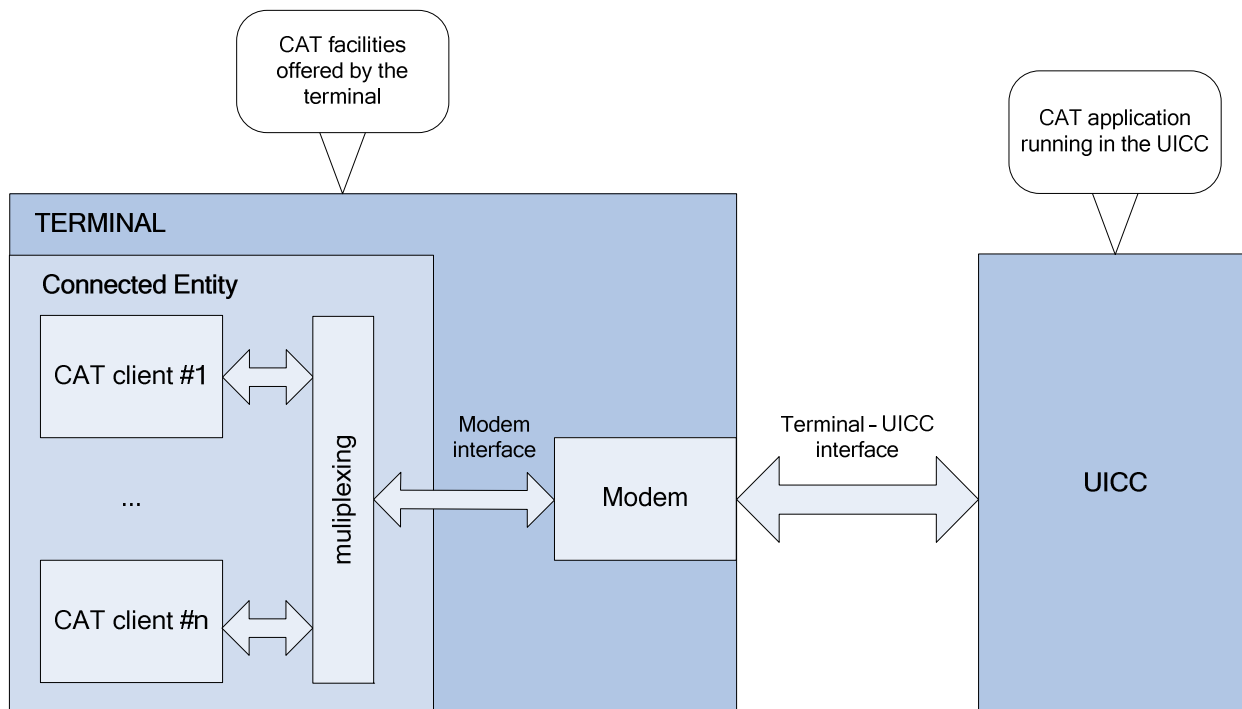 CAT facilities
offered by the
terminal
CAT application
running in the UICC
TERMINAL
Connected Entity
CAT client #1
...
CAT client #n
muliplexing
Modem
interface
Modem
Terminal - UICC
interface
UICC